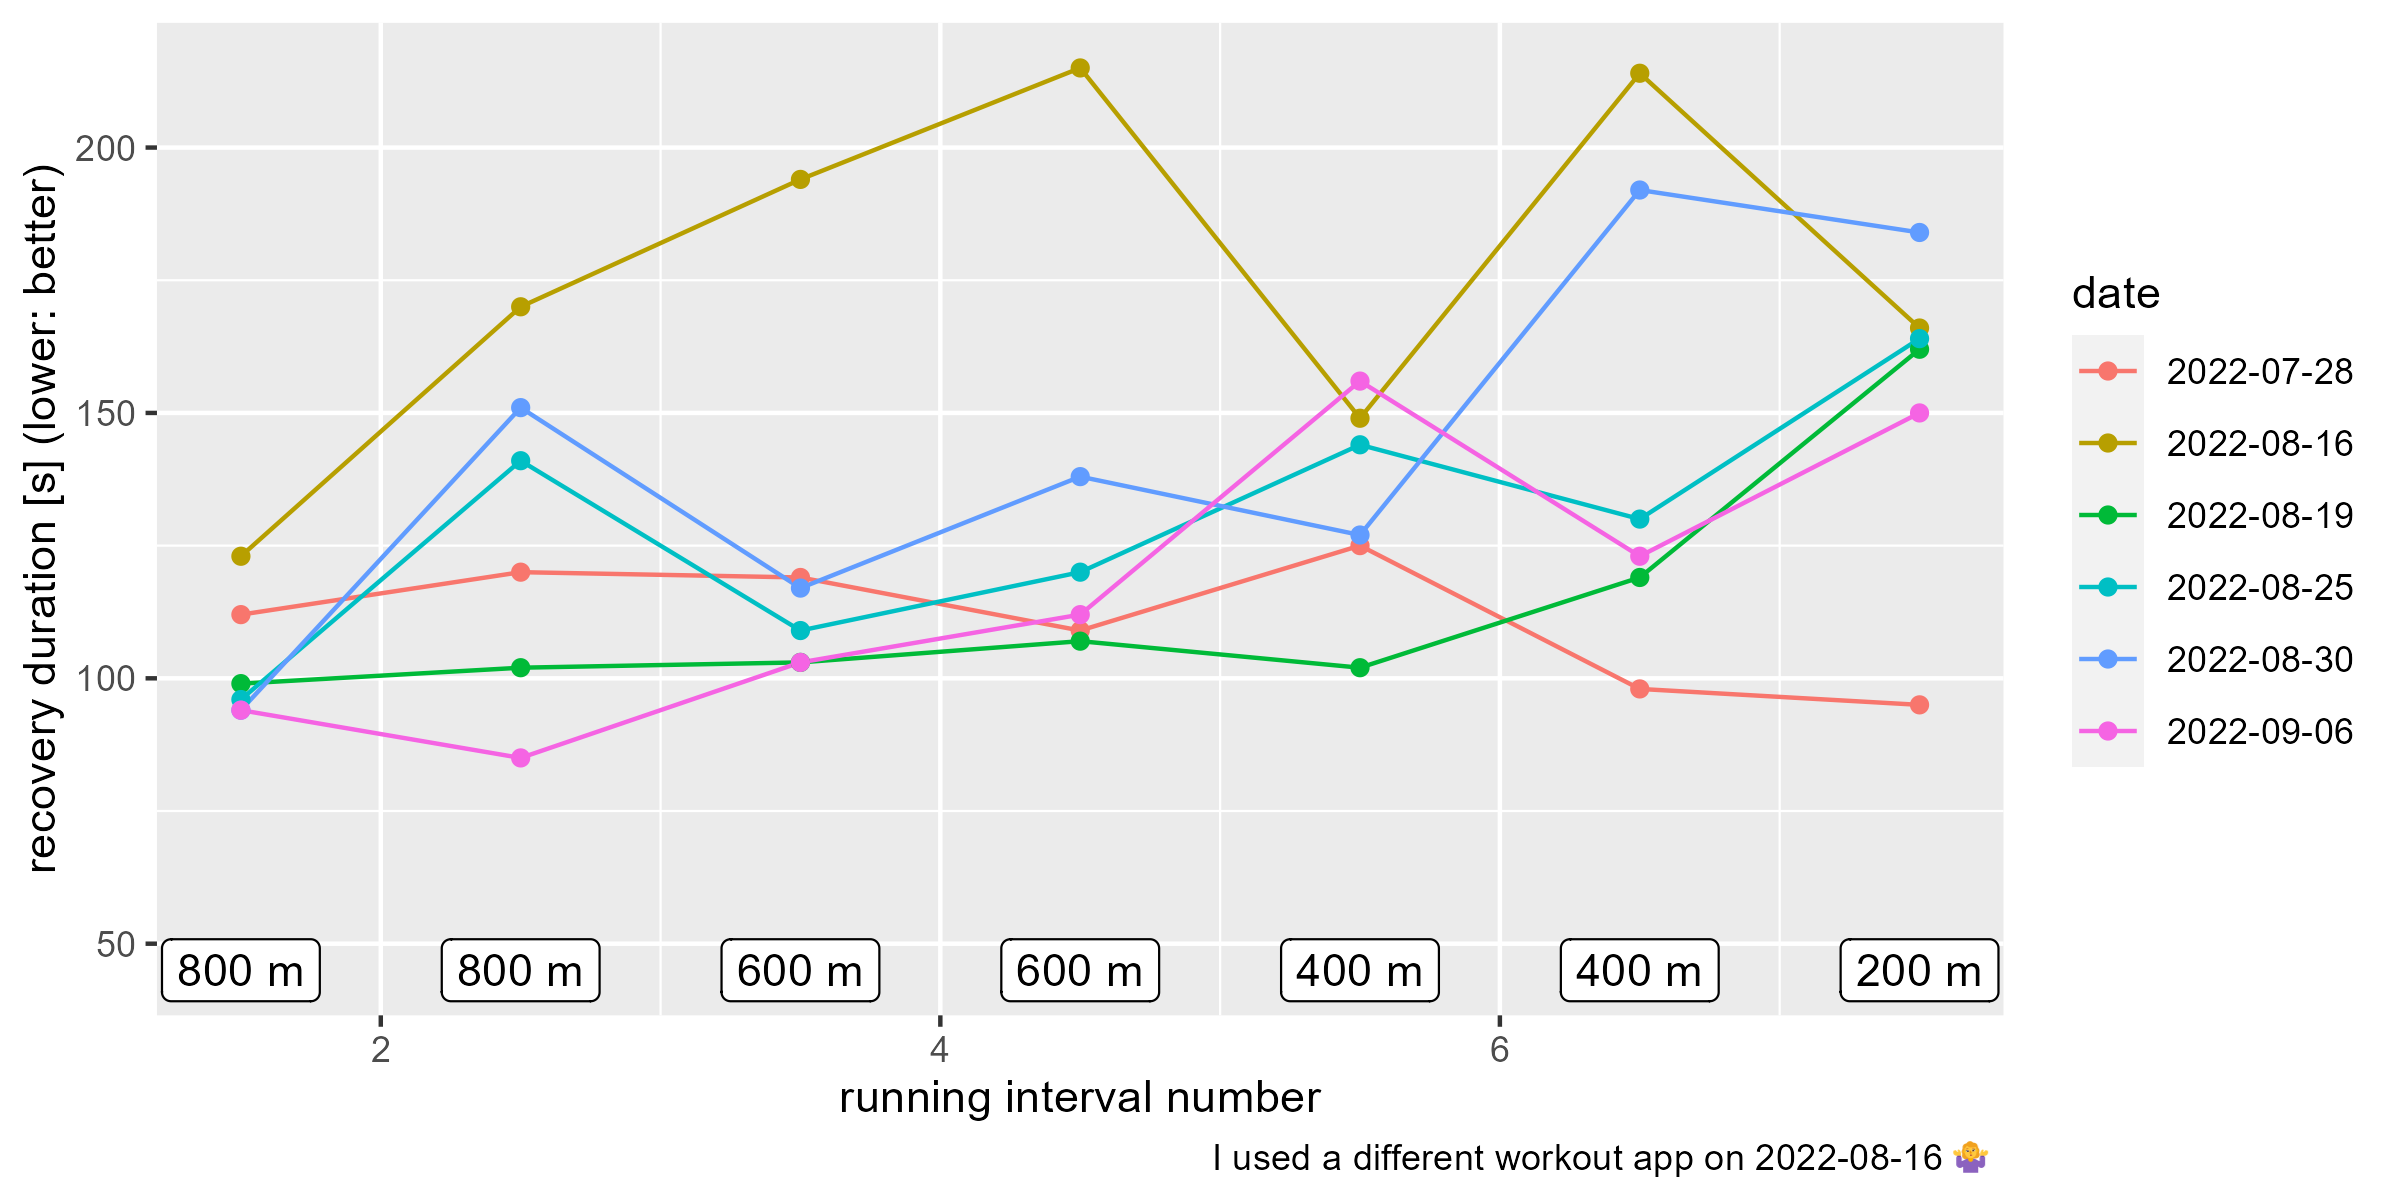 recovery duration [s] (lower: better)
200
150
100
50
800 m 800 m 600 m 600 m 400 m 400 m 200 m
2 4 6
running interval number
I used a different workout app on 2022-08-16 🤷‍♀️
date
2022-07-28
2022-08-16
2022-08-19
2022-08-25
2022-08-30
2022-09-06